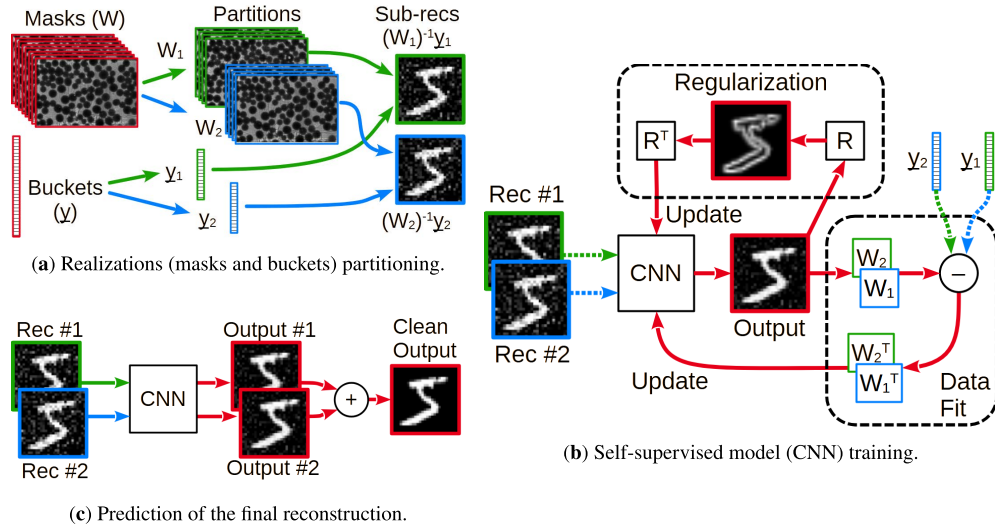 Masks (W)
Partitions
Sub-recs
(W₁)⁻¹y₁
W₁
W₂
Buckets
(y)
y₁
y₂
(W₂)⁻¹y₂
(a) Realizations (masks and buckets) partitioning.
Rec #1
Rec #2
CNN
Output #1
Output #2
+
Clean
Output
(c) Prediction of the final reconstruction.
Regularization
Rᵀ
R
Update
Rec #1
Rec #2
CNN
Output
y₂
y₁
W₂
W₁
−
W₂ᵀ
W₁ᵀ
Update
Data
Fit
(b) Self-supervised model (CNN) training.